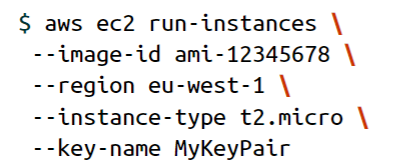 $ aws ec2 run-instances \
--image-id ami-12345678 \
--region eu-west-1 \
--instance-type t2.micro \
--key-name MyKeyPair